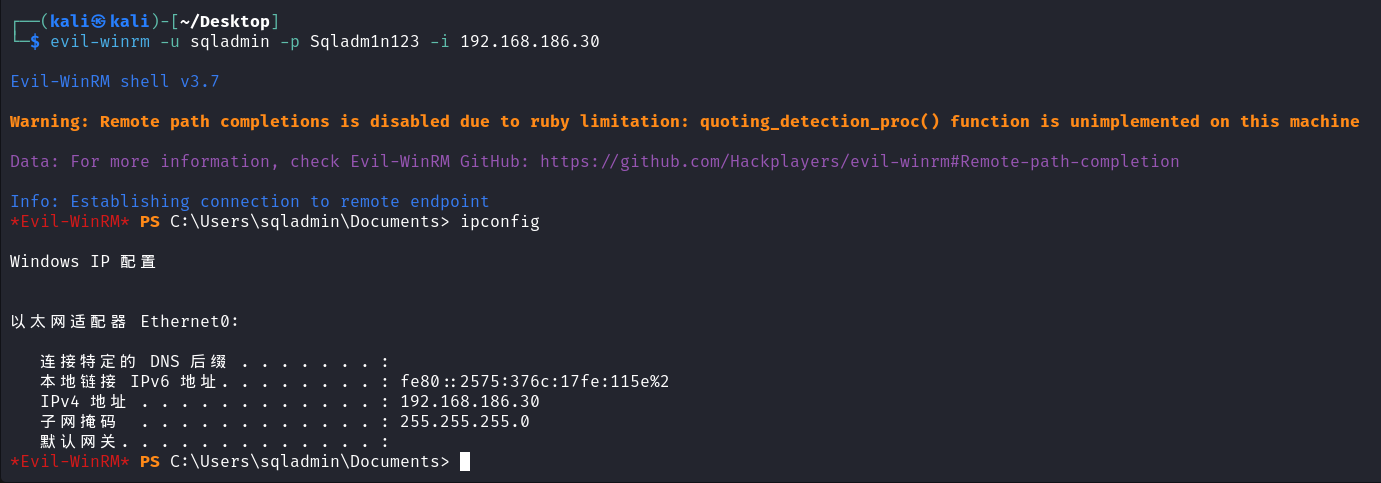 ┌──(kali㉿kali)-[~/Desktop]
└─$ evil-winrm -u sqladmin -p Sqladm1n123 -i 192.168.186.30
Evil-WinRM shell v3.7
Warning: Remote path completions is disabled due to ruby limitation: quoting_detection_proc() function is unimplemented on this machine
Data: For more information, check Evil-WinRM GitHub: https://github.com/Hackplayers/evil-winrm#Remote-path-completion
Info: Establishing connection to remote endpoint
*Evil-WinRM* PS C:\Users\sqladmin\Documents> ipconfig
Windows IP 配置
以太网适配器 Ethernet0:
连接特定的 DNS 后缀 . . . . . . . :
本地链接 IPv6 地址. . . . . . . . : fe80::2575:376c:17fe:115e%2
IPv4 地址 . . . . . . . . . . . . : 192.168.186.30
子网掩码  . . . . . . . . . . . . : 255.255.255.0
默认网关. . . . . . . . . . . . . :
*Evil-WinRM* PS C:\Users\sqladmin\Documents>